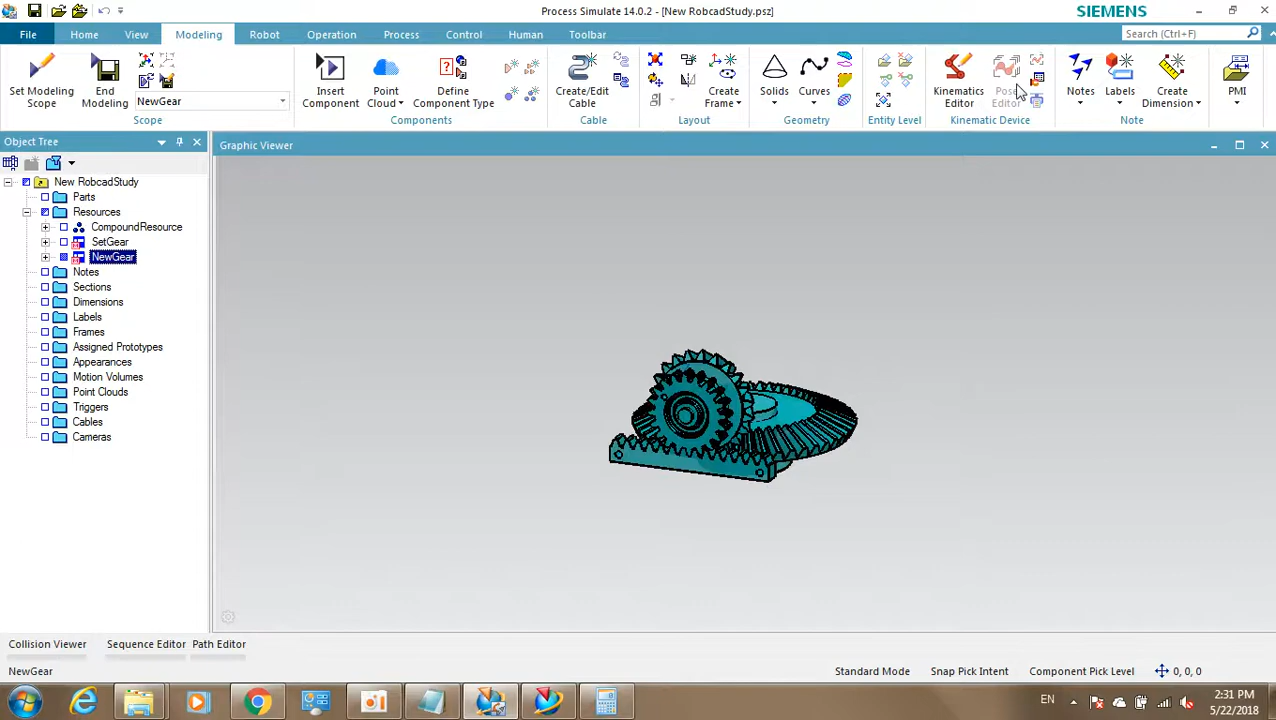 Process Simulate 14.0.2 - [New RobcadStudy.psz]
SIEMENS
File Home View Modeling Robot Operation Process Control Human Toolbar
Search (Ctrl+F)
Set Modeling Scope
End Modeling
NewGear
Scope
Insert Component
Point Cloud
Define Component Type
Components
Create/Edit Cable
Cable
Create Frame
Layout
Solids
Curves
Geometry
Entity Level
Kinematics Editor
Pose Editor
Kinematic Device
Notes
Labels
Create Dimension
Note
PMI
Object Tree
Graphic Viewer
New RobcadStudy
Parts
Resources
CompoundResource
SetGear
NewGear
Notes
Sections
Dimensions
Labels
Frames
Assigned Prototypes
Appearances
Motion Volumes
Point Clouds
Triggers
Cables
Cameras
Collision Viewer Sequence Editor Path Editor
NewGear
Standard Mode Snap Pick Intent Component Pick Level 0, 0, 0
EN
2:31 PM
5/22/2018